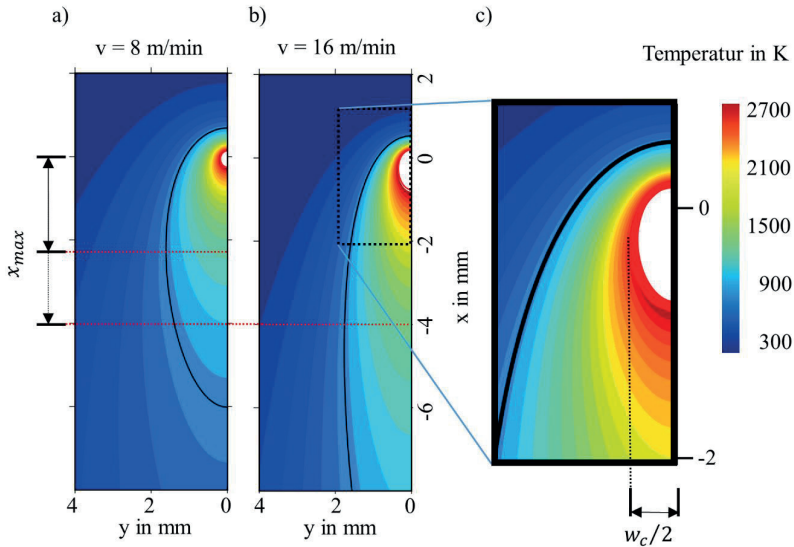 a)
b)
c)
v = 8 m/min
v = 16 m/min
Temperatur in K
2
0
-2
-4
-6
x in mm
x_max
4
2
0
y in mm
4
2
0
y in mm
0
-2
w_c/2
2700
2100
1500
900
300